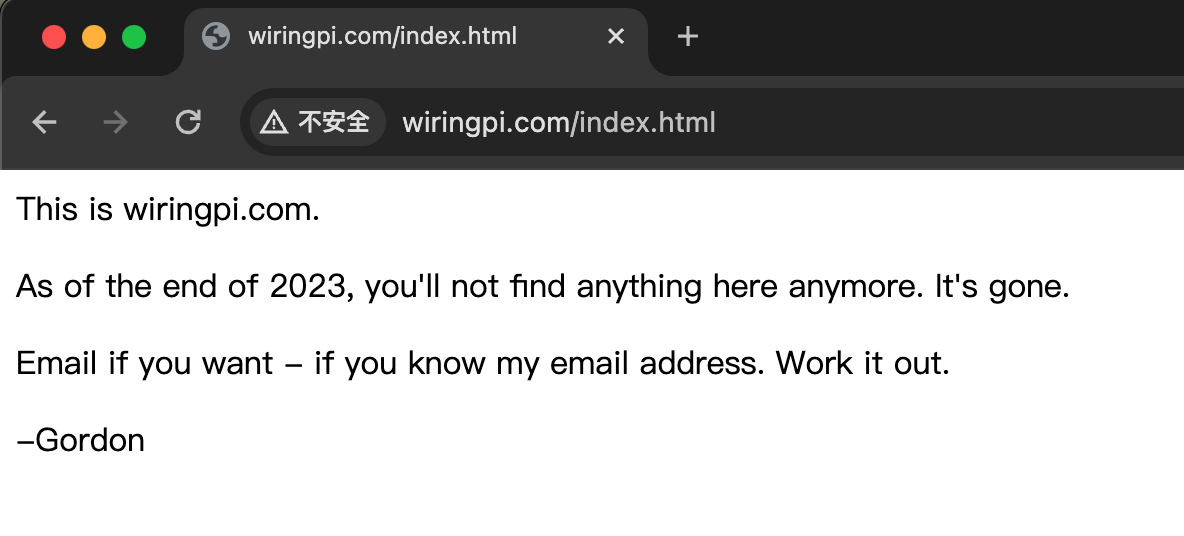 wiringpi.com/index.html
不安全 wiringpi.com/index.html
This is wiringpi.com.
As of the end of 2023, you'll not find anything here anymore. It's gone.
Email if you want – if you know my email address. Work it out.
–Gordon